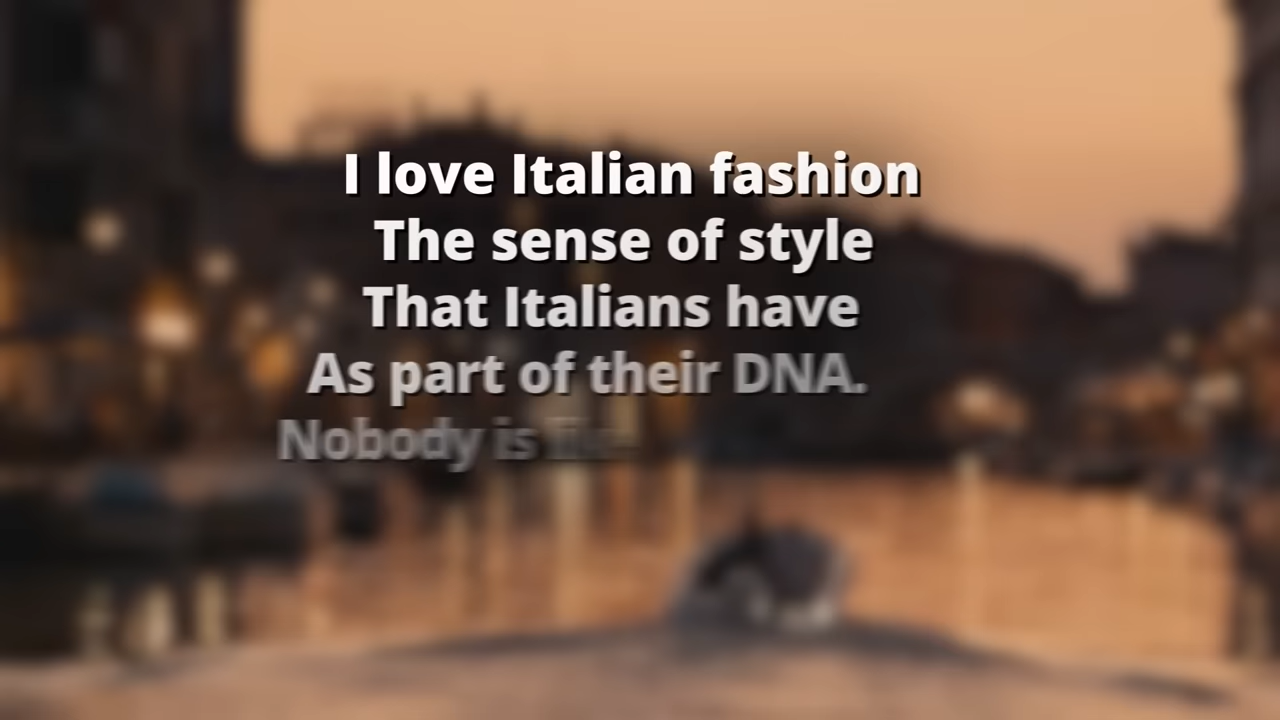 I love Italian fashion
The sense of style
That Italians have
As part of their DNA.
Nobody is